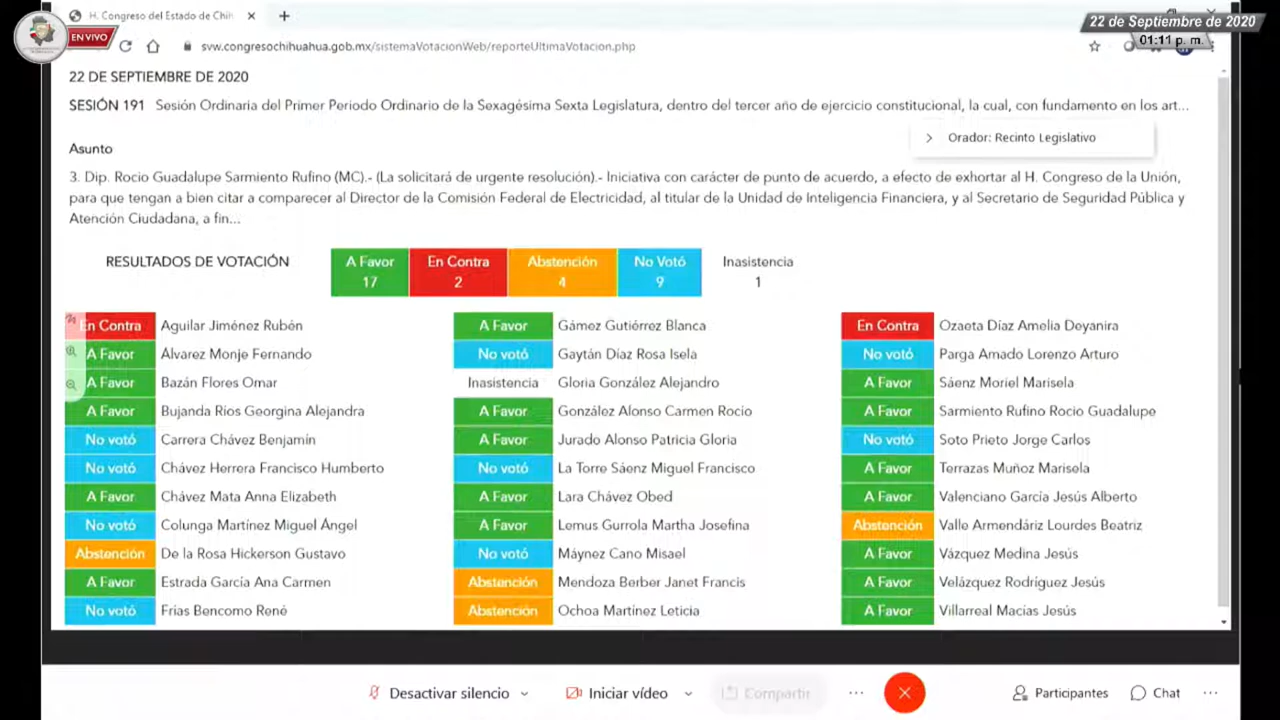 H. Congreso del Estado de Chih
22 de Septiembre de 2020
EN VIVO
01:11 p. m.
svw.congresochihuahua.gob.mx/sistemaVotacionWeb/reporteUltimaVotacion.php
22 DE SEPTIEMBRE DE 2020
SESIÓN 191 Sesión Ordinaria del Primer Periodo Ordinario de la Sexagésima Sexta Legislatura, dentro del tercer año de ejercicio constitucional, la cual, con fundamento en los art...
Orador: Recinto Legislativo
Asunto
3. Dip. Rocio Guadalupe Sarmiento Rufino (MC).- (La solicitará de urgente resolución).- Iniciativa con carácter de punto de acuerdo, a efecto de exhortar al H. Congreso de la Unión,
para que tengan a bien citar a comparecer al Director de la Comisión Federal de Electricidad, al titular de la Unidad de Inteligencia Financiera, y al Secretario de Seguridad Pública y
Atención Ciudadana, a fin...
RESULTADOS DE VOTACIÓN A Favor En Contra Abstención No Votó Inasistencia
17 2 4 9 1
En Contra Aguilar Jiménez Rubén A Favor Gámez Gutiérrez Blanca En Contra Ozaeta Díaz Amelia Deyanira
A Favor Álvarez Monje Fernando No votó Gaytán Díaz Rosa Isela No votó Parga Amado Lorenzo Arturo
A Favor Bazán Flores Omar Inasistencia Gloria González Alejandro A Favor Sáenz Moriel Marisela
A Favor Bujanda Ríos Georgina Alejandra A Favor González Alonso Carmen Rocio A Favor Sarmiento Rufino Rocio Guadalupe
No votó Carrera Chávez Benjamín A Favor Jurado Alonso Patricia Gloria No votó Soto Prieto Jorge Carlos
No votó Chávez Herrera Francisco Humberto No votó La Torre Sáenz Miguel Francisco A Favor Terrazas Muñoz Marisela
A Favor Chávez Mata Anna Elizabeth A Favor Lara Chávez Obed A Favor Valenciano García Jesús Alberto
No votó Colunga Martínez Miguel Ángel A Favor Lemus Gurrola Martha Josefina Abstención Valle Armendáriz Lourdes Beatriz
Abstención De la Rosa Hickerson Gustavo No votó Máynez Cano Misael A Favor Vázquez Medina Jesús
A Favor Estrada García Ana Carmen Abstención Mendoza Berber Janet Francis A Favor Velázquez Rodríguez Jesús
No votó Frías Bencomo René Abstención Ochoa Martínez Leticia A Favor Villarreal Macías Jesús
Desactivar silencio Iniciar vídeo Compartir Participantes Chat